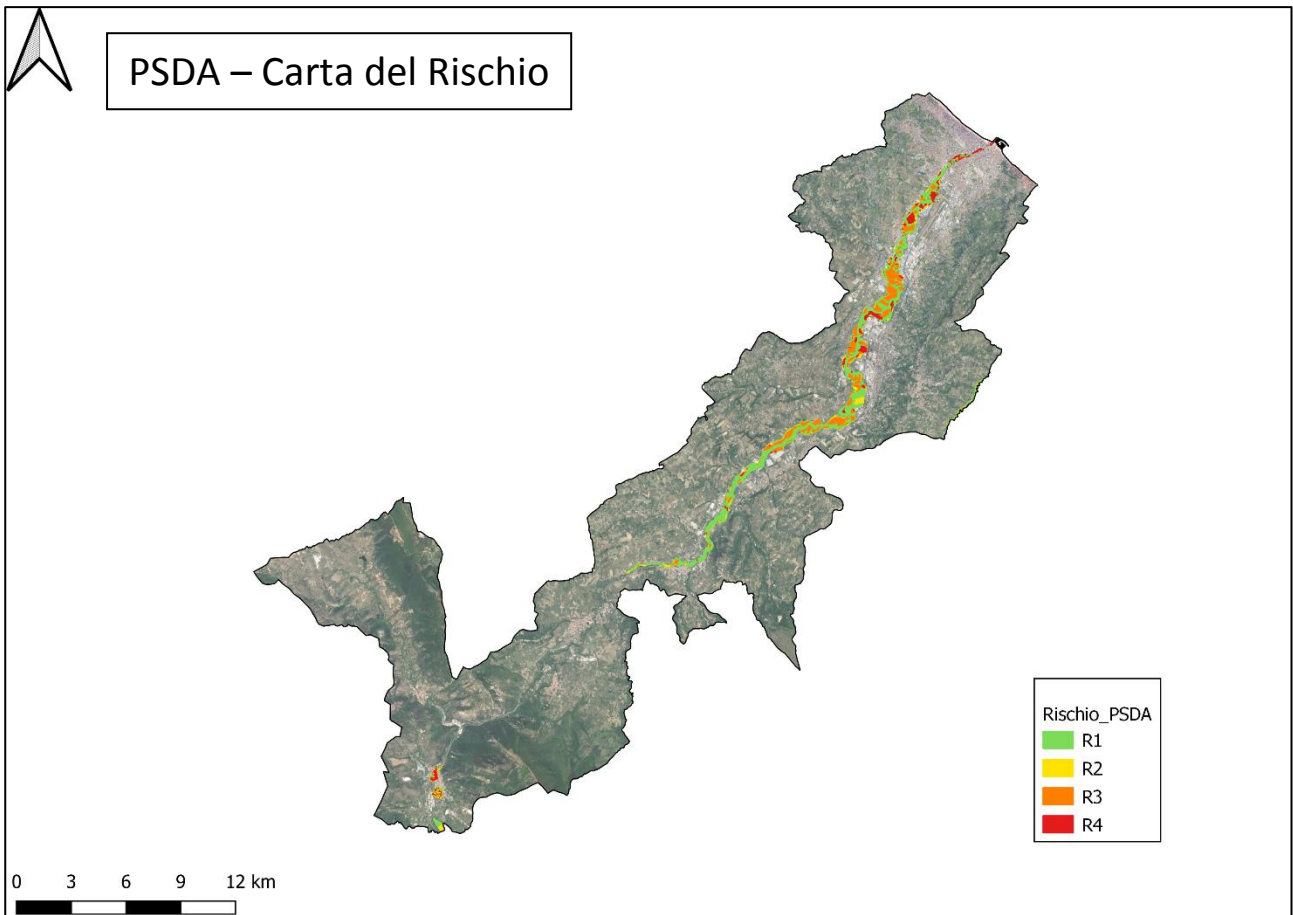 PSDA – Carta del Rischio
Rischio_PSDA
R1
R2
R3
R4
0 3 6 9 12 km